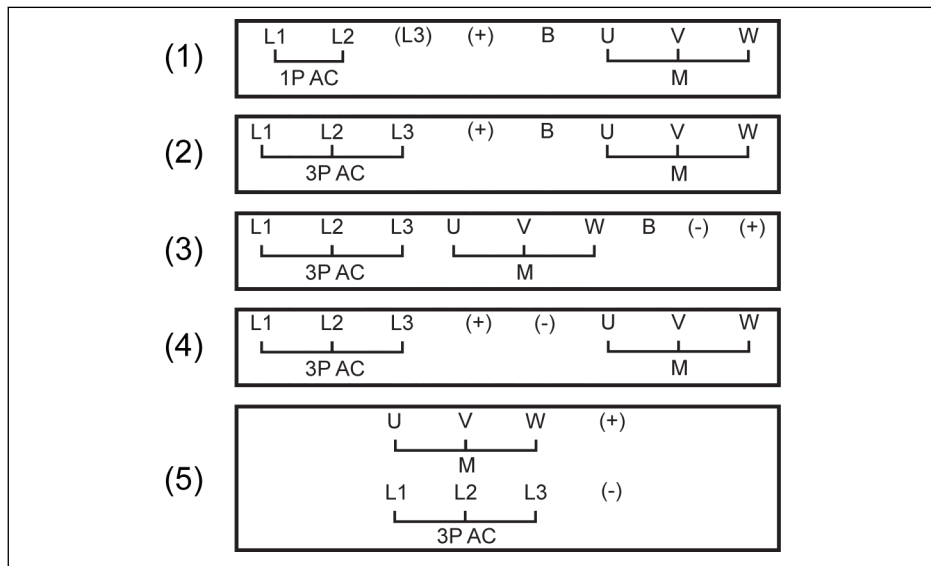 (1) L1 L2 (L3) (+) B U V W
1P AC M
(2) L1 L2 L3 (+) B U V W
3P AC M
(3) L1 L2 L3 U V W B (-) (+)
3P AC M
(4) L1 L2 L3 (+) (-) U V W
3P AC M
(5) U V W (+)
M
L1 L2 L3 (-)
3P AC